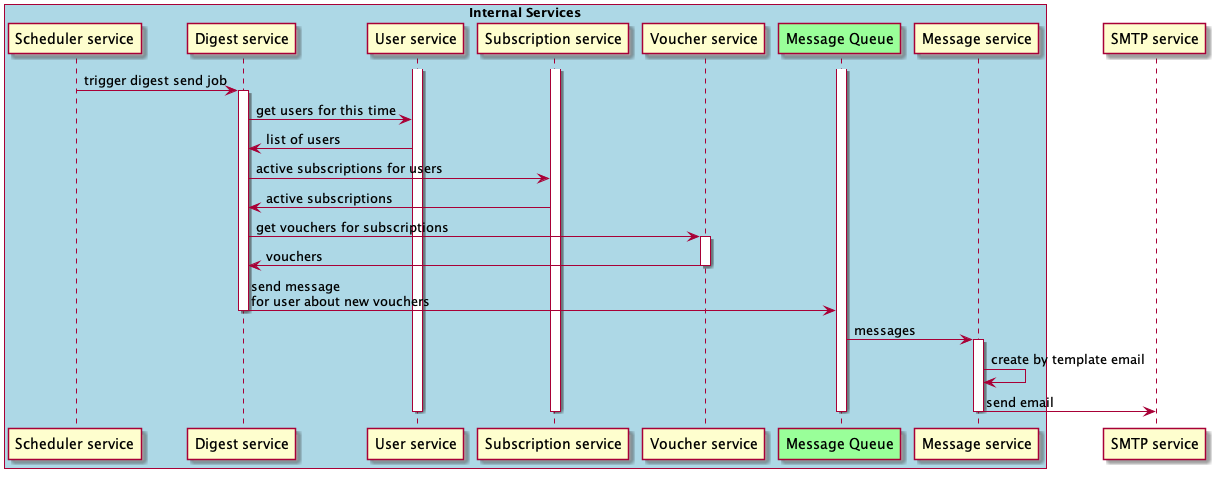 Internal Services
Scheduler service
Digest service
User service
Subscription service
Voucher service
Message Queue
Message service
SMTP service
trigger digest send job
get users for this time
list of users
active subscriptions for users
active subscriptions
get vouchers for subscriptions
vouchers
send message
for user about new vouchers
messages
create by template email
send email
Scheduler service
Digest service
User service
Subscription service
Voucher service
Message Queue
Message service
SMTP service